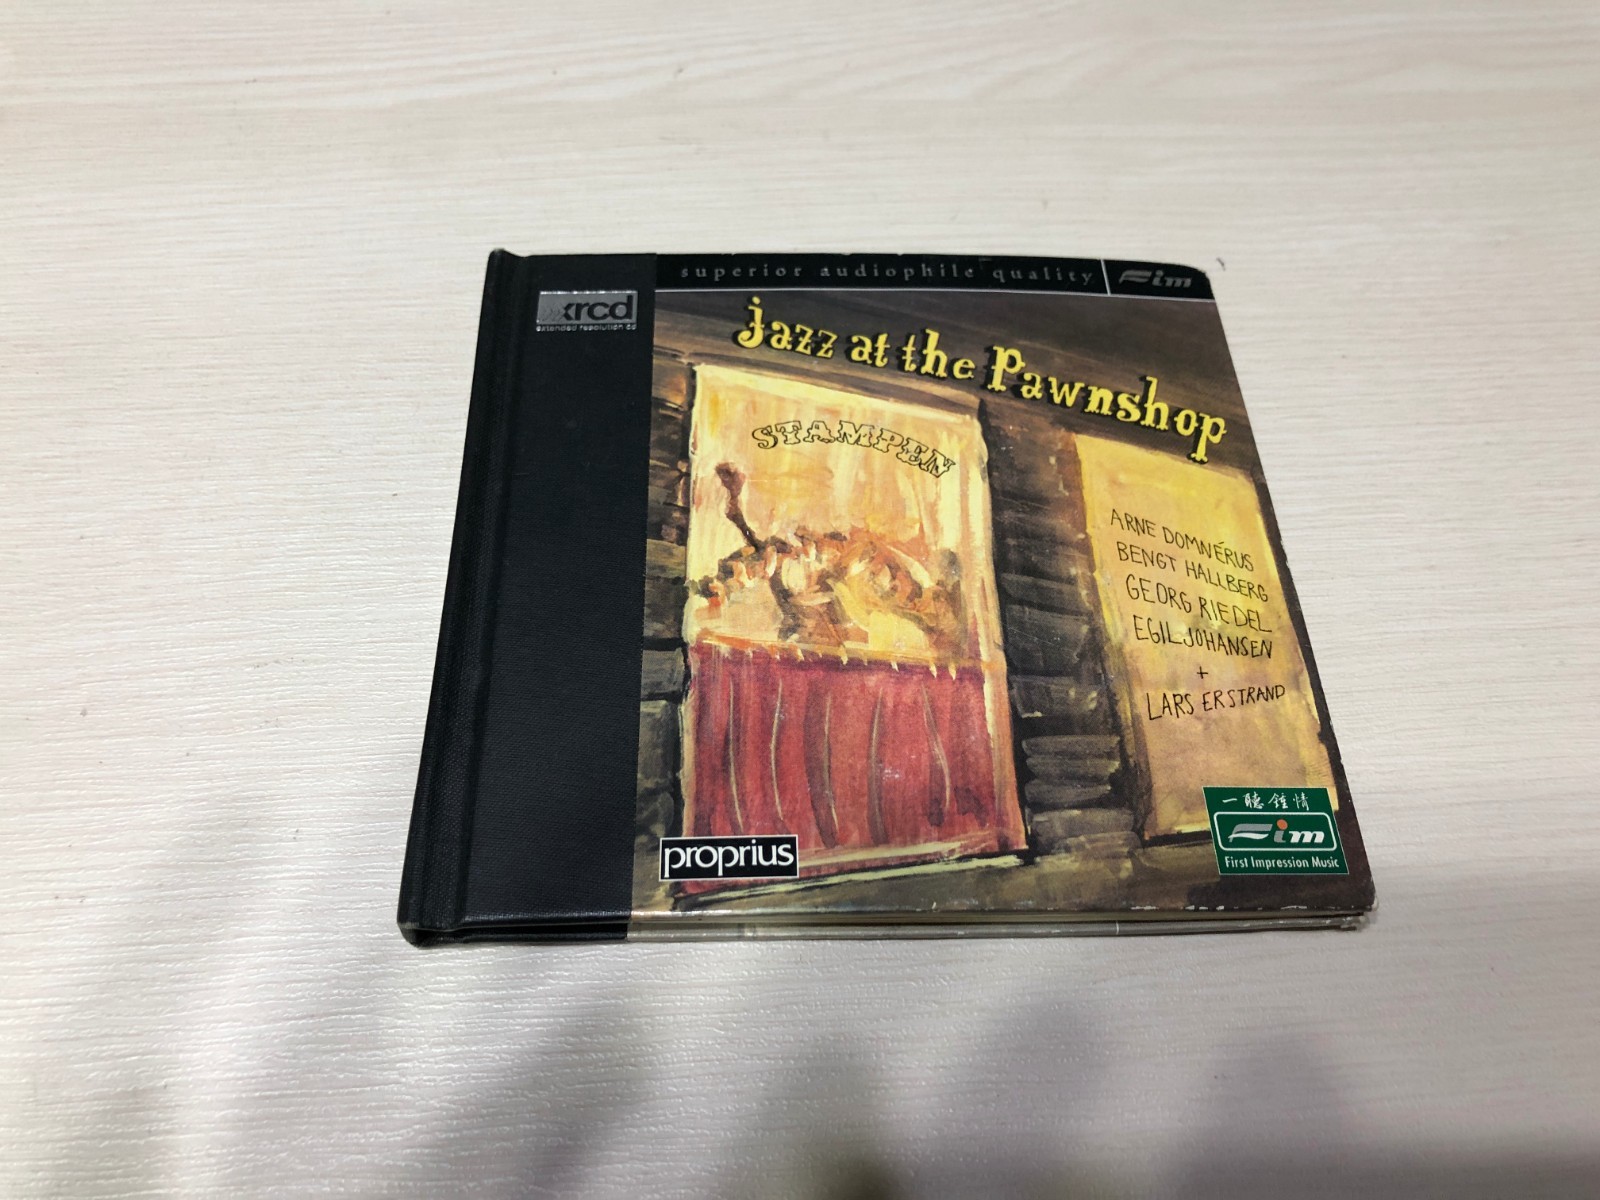 superior audiophile quality
Fim
xrcd
extended resolution cd
jazz at the Pawnshop
STAMPEN
ARNE DOMNÉRUS
BENGT HALLBERG
GEORG RIEDEL
EGIL JOHANSEN
+
LARS ERSTRAND
一聽鍾情
Fim
First Impression Music
proprius